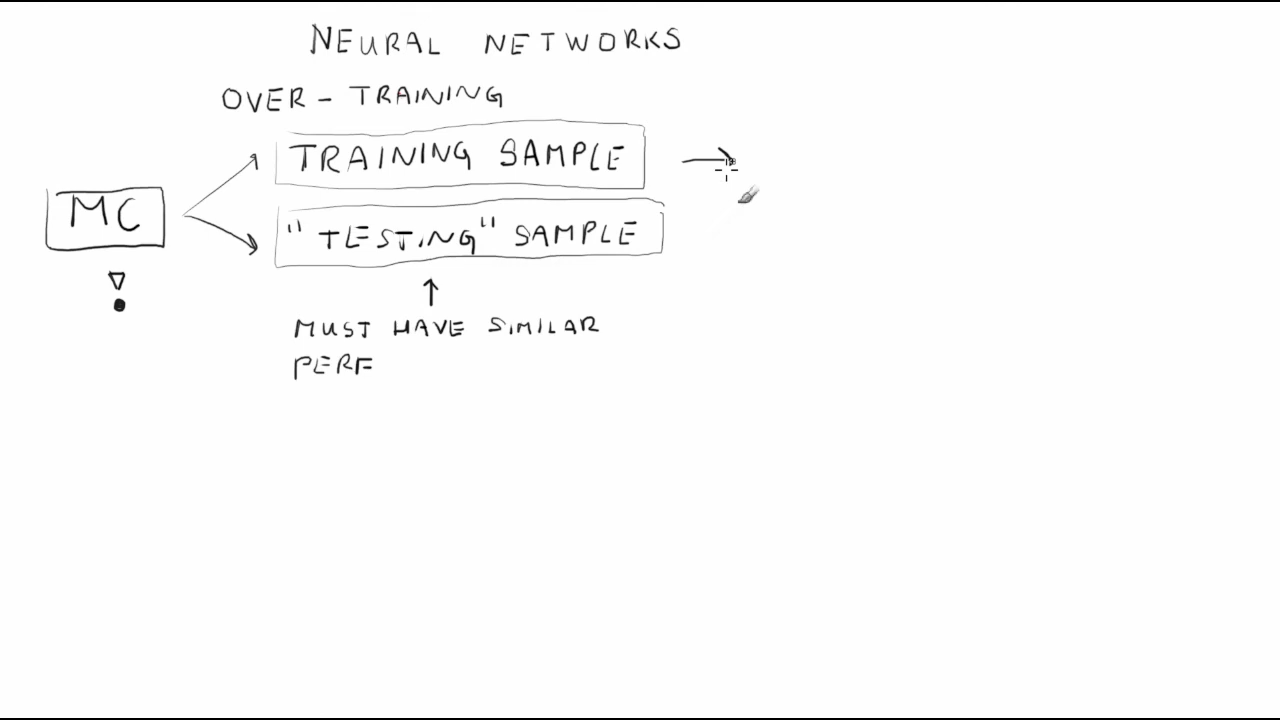 NEURAL NETWORKS
OVER - TRAINING
TRAINING SAMPLE
MC
"TESTING" SAMPLE
MUST HAVE SIMILAR
PERF